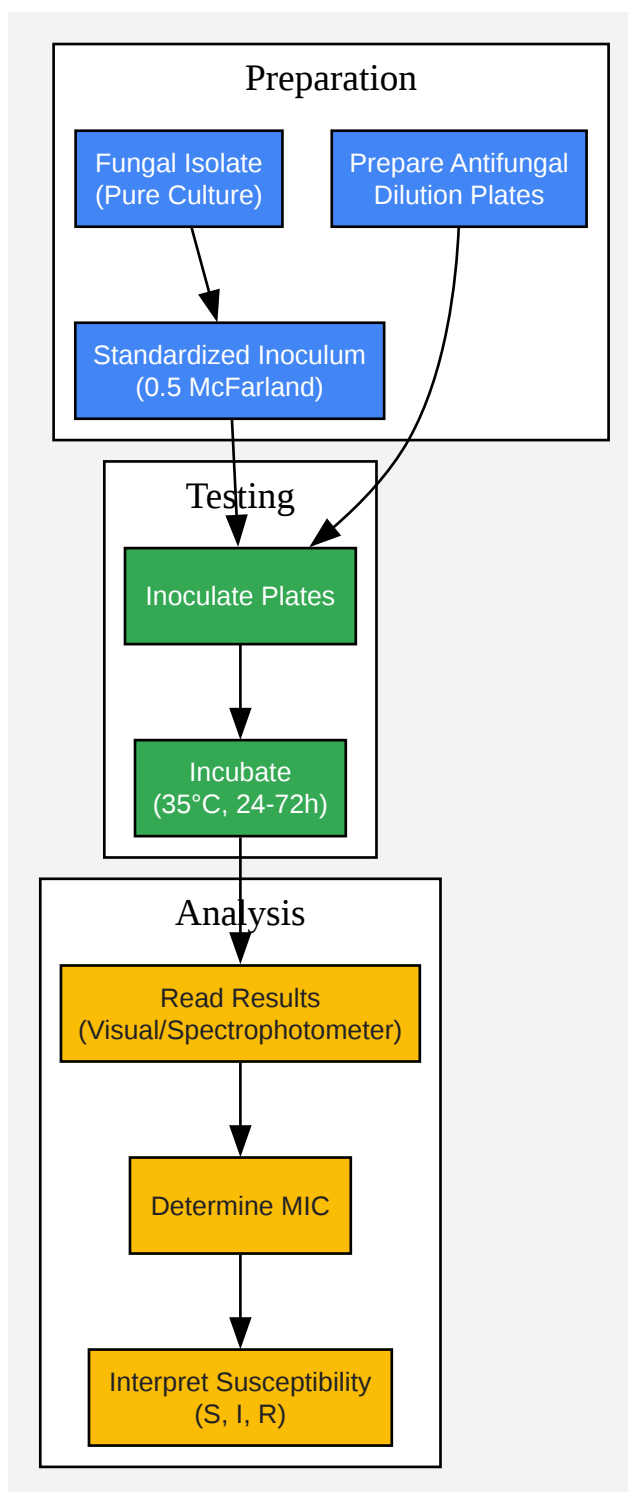 Preparation
Fungal Isolate
(Pure Culture)
Prepare Antifungal
Dilution Plates
Standardized Inoculum
(0.5 McFarland)
Testing
Inoculate Plates
Incubate
(35°C, 24-72h)
Analysis
Read Results
(Visual/Spectrophotometer)
Determine MIC
Interpret Susceptibility
(S, I, R)